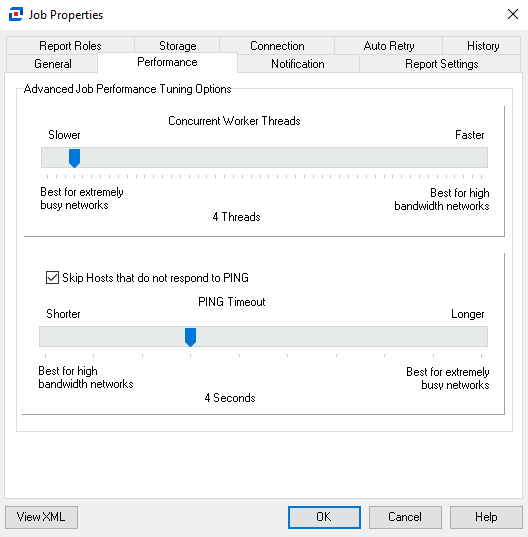 Job Properties
Report Roles
Storage
Connection
Auto Retry
History
General
Performance
Notification
Report Settings
Advanced Job Performance Tuning Options
Concurrent Worker Threads
Slower
Faster
Best for extremely
busy networks
Best for high
bandwidth networks
4 Threads
Skip Hosts that do not respond to PING
PING Timeout
Shorter
Longer
Best for high
bandwidth networks
Best for extremely
busy networks
4 Seconds
View XML
OK
Cancel
Help